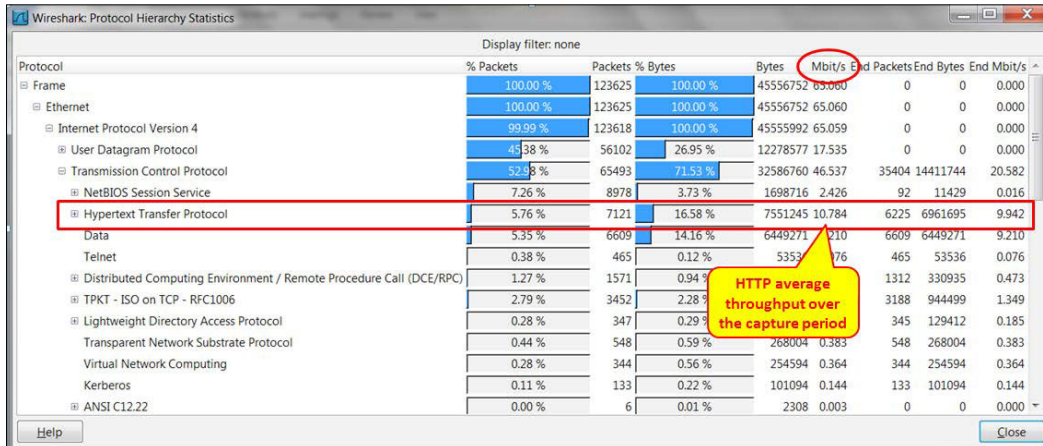 Wireshark: Protocol Hierarchy Statistics
Display filter: none
Protocol % Packets Packets % Bytes Bytes Mbit/s End Packets End Bytes End Mbit/s
Frame 100.00 % 123625 100.00 % 45556752 65.060 0 0 0.000
Ethernet 100.00 % 123625 100.00 % 45556752 65.060 0 0 0.000
Internet Protocol Version 4 99.99 % 123618 100.00 % 45555992 65.059 0 0 0.000
User Datagram Protocol 45.38 % 56102 26.95 % 12278577 17.535 0 0 0.000
Transmission Control Protocol 52.98 % 65493 71.53 % 32586760 46.537 35404 14411744 20.582
NetBIOS Session Service 7.26 % 8978 3.73 % 1698716 2.426 92 11429 0.016
Hypertext Transfer Protocol 5.76 % 7121 16.58 % 7551245 10.784 6225 6961695 9.942
Data 5.35 % 6609 14.16 % 6449271 6609 6449271 9.210
Telnet 0.38 % 465 0.12 % 465 53536 0.076
Distributed Computing Environment / Remote Procedure Call (DCE/RPC) 1.27 % 1571 0.94 1312 330935 0.473
TPKT - ISO on TCP - RFC1006 2.79 % 3452 2.28 3188 944499 1.349
Lightweight Directory Access Protocol 0.28 % 347 0.29 345 129412 0.185
HTTP average
throughput over
the capture period
Transparent Network Substrate Protocol 0.44 % 548 0.59 % 268004 0.383 548 268004 0.383
Virtual Network Computing 0.28 % 344 0.56 % 254594 0.364 344 254594 0.364
Kerberos 0.11 % 133 0.22 % 101094 0.144 133 101094 0.144
ANSI C12.22 0.00 % 6 0.01 % 2308 0.003 0 0 0.000
Help Close